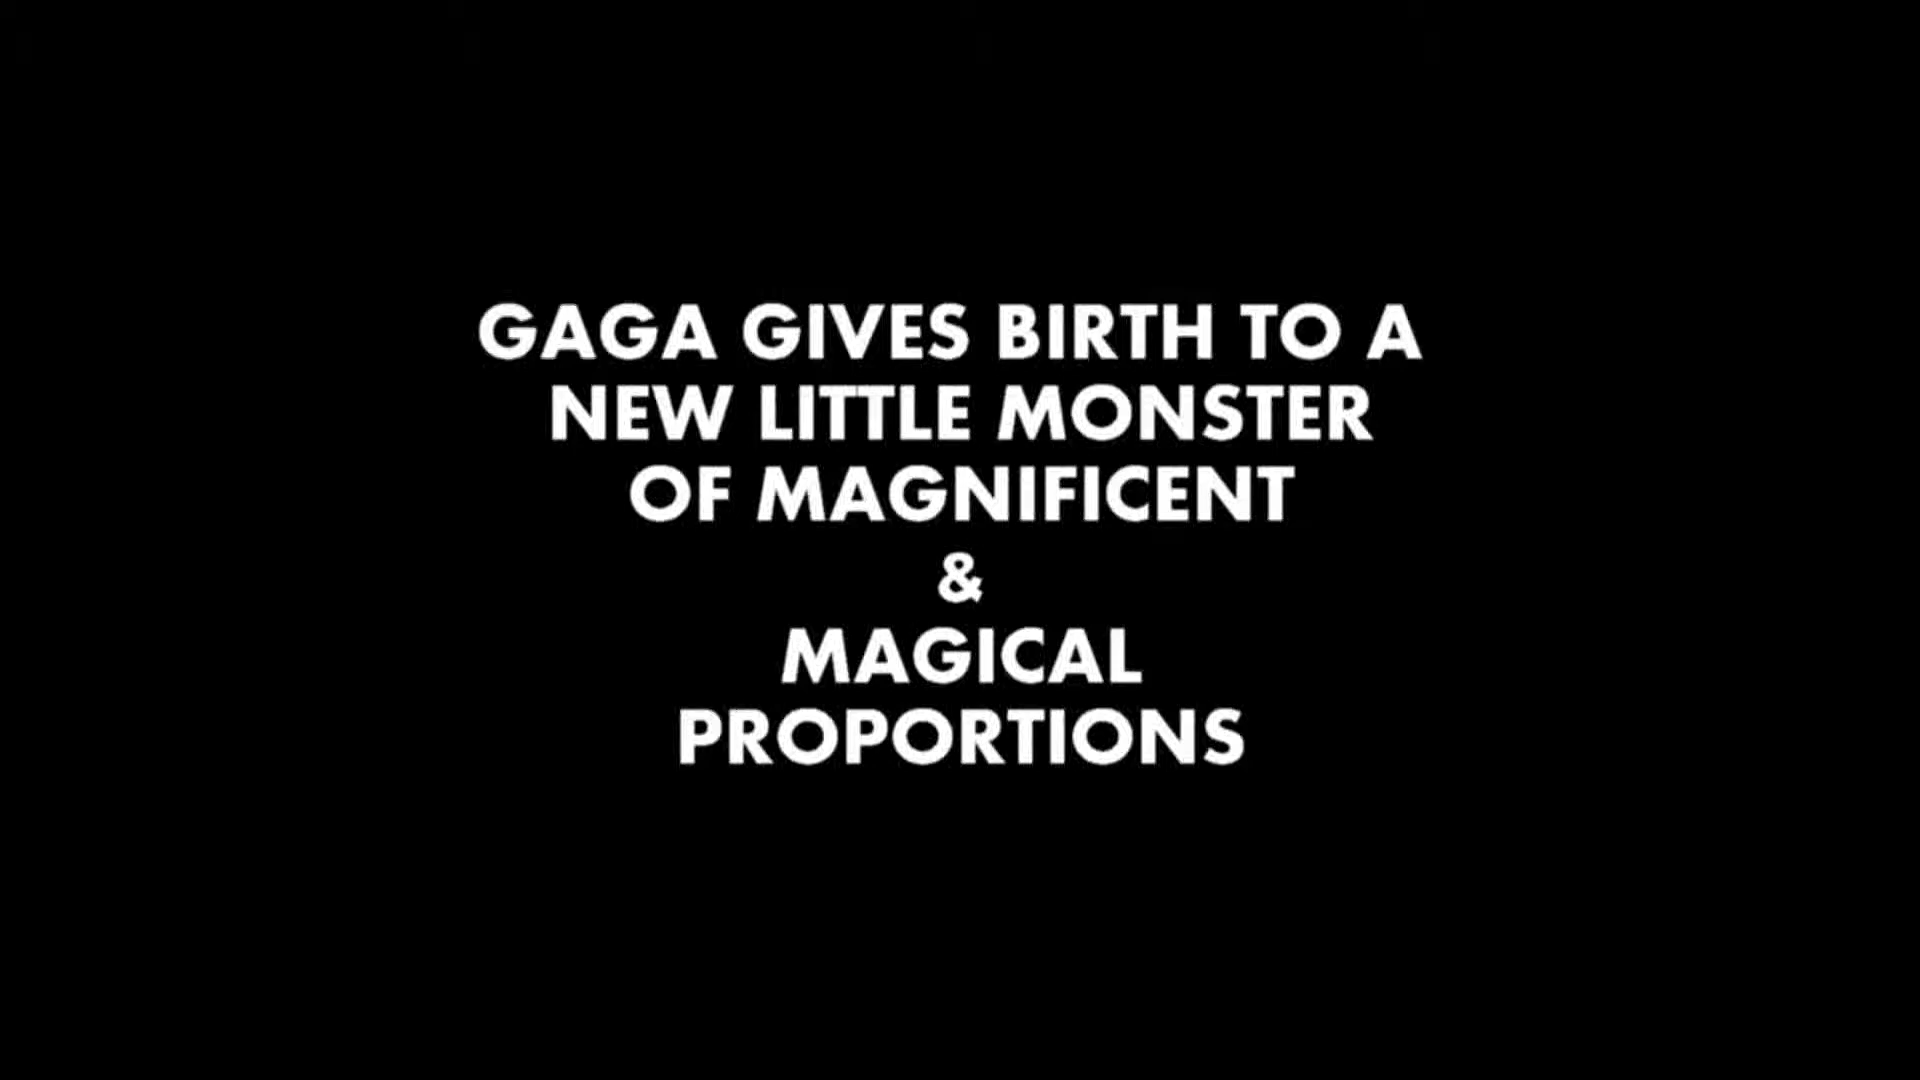 GAGA GIVES BIRTH TO A
NEW LITTLE MONSTER
OF MAGNIFICENT
&
MAGICAL
PROPORTIONS